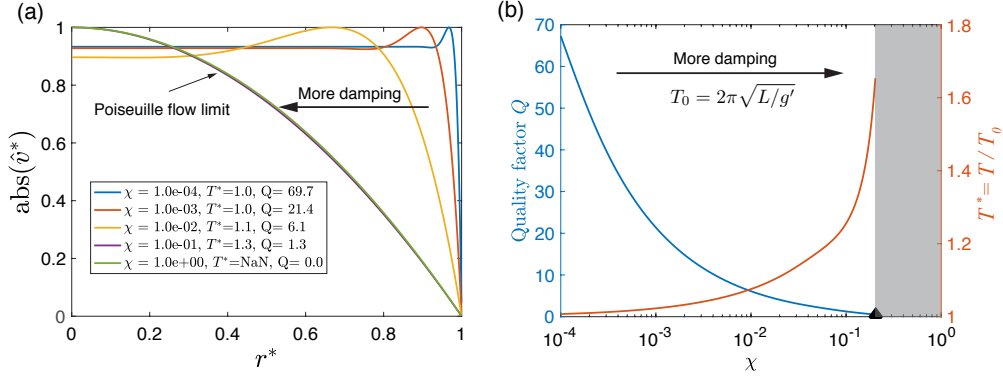 (a)
abs(v̂*)
1
0.8
0.6
0.4
0.2
0
Poiseuille flow limit
More damping
χ = 1.0e-04, T*=1.0, Q= 69.7
χ = 1.0e-03, T*=1.0, Q= 21.4
χ = 1.0e-02, T*=1.1, Q= 6.1
χ = 1.0e-01, T*=1.3, Q= 1.3
χ = 1.0e+00, T*=NaN, Q= 0.0
0 0.2 0.4 0.6 0.8 1
r*
(b)
Quality factor Q
70
60
50
40
30
20
10
0
More damping
T₀ = 2π√(L/g′)
1.8
1.6
1.4
1.2
1
T*= T / T₀
10⁻⁴ 10⁻³ 10⁻² 10⁻¹ 10⁰
χ